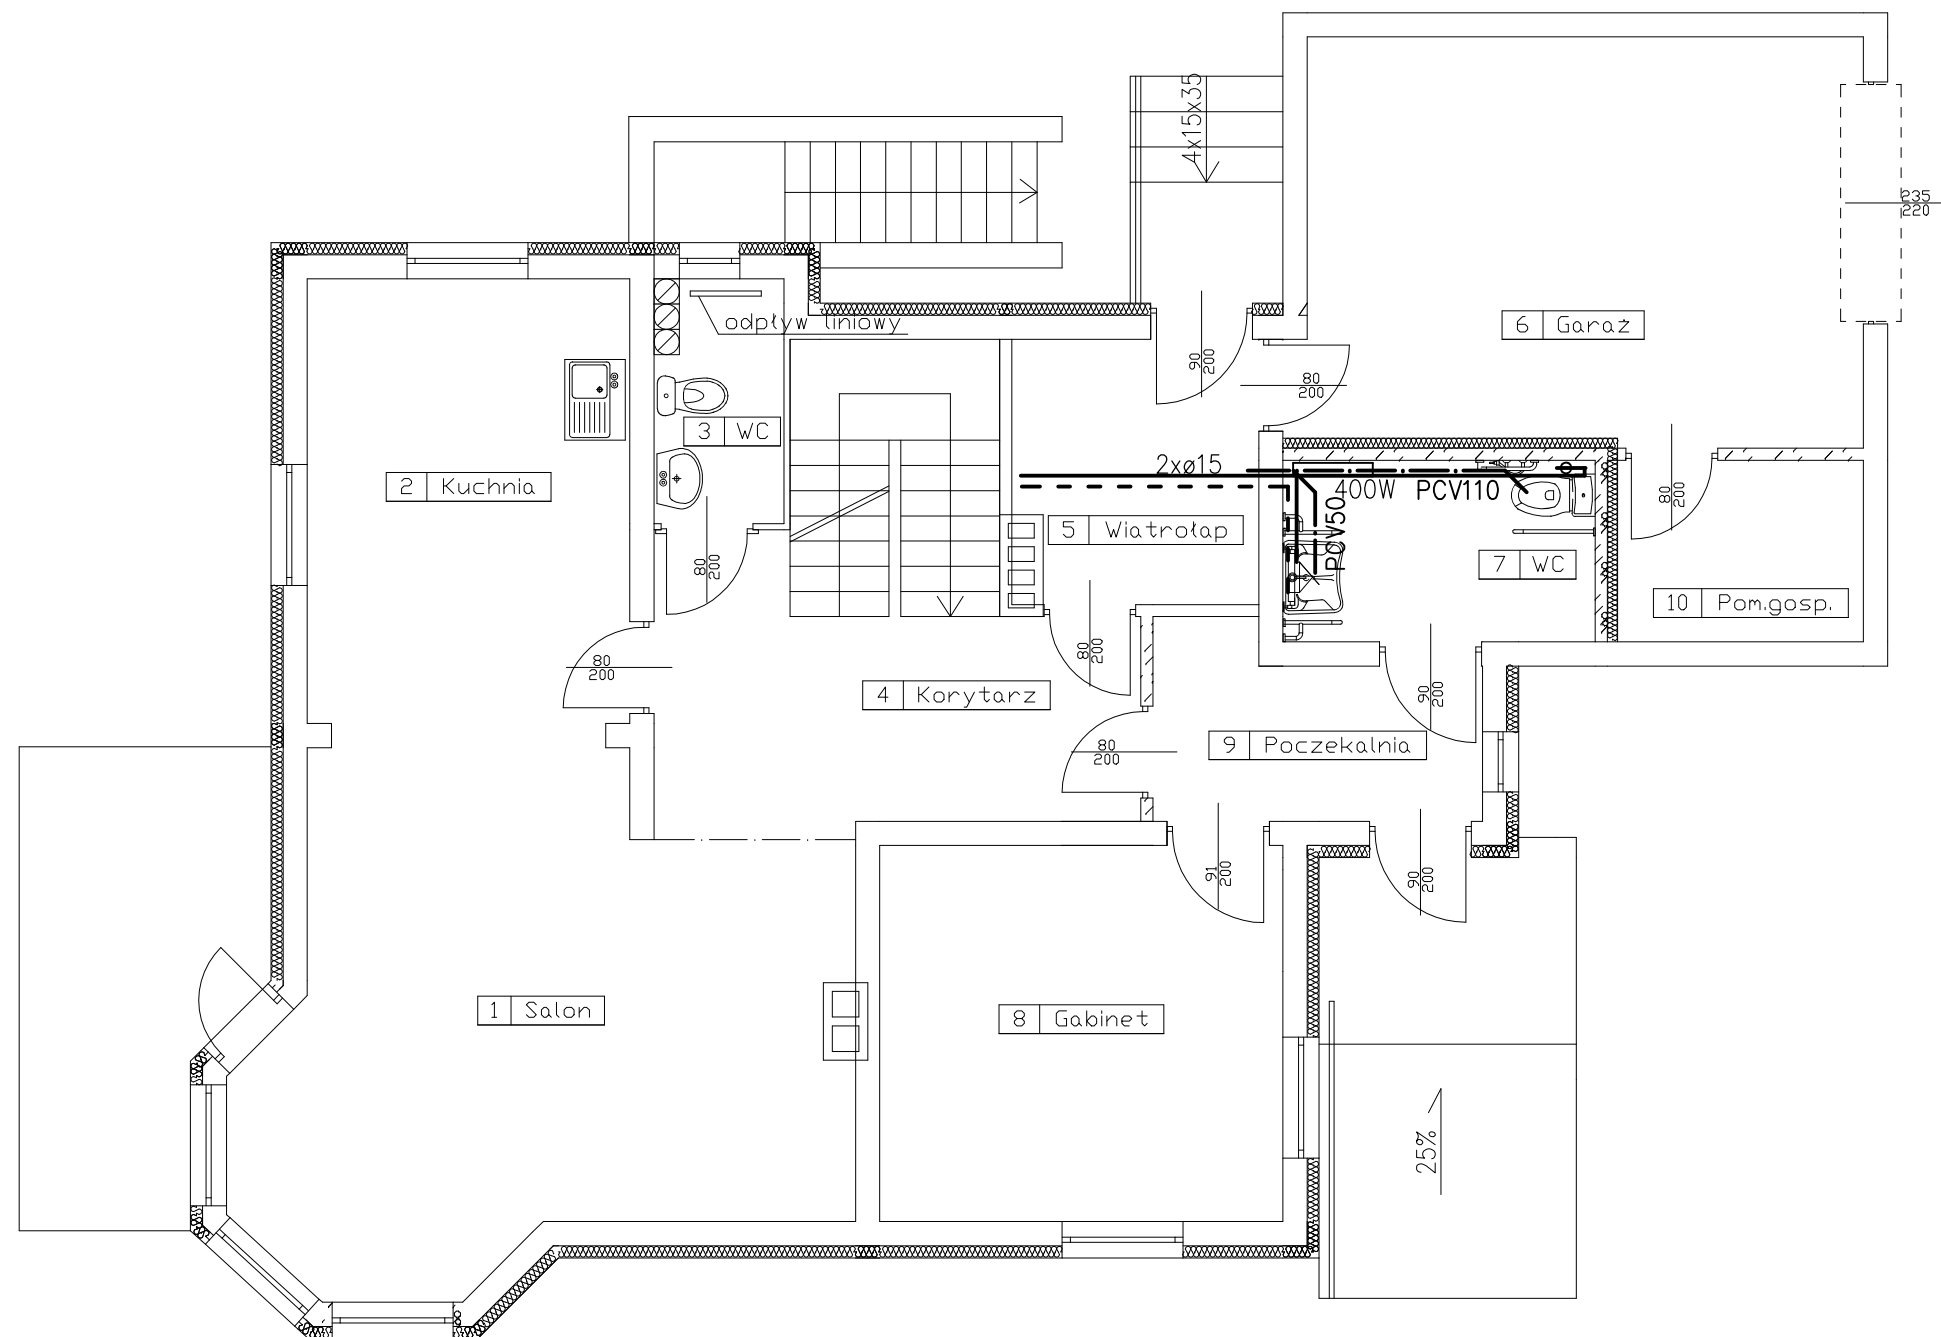 4x15x35
235
220
odpływ liniowy
6 Garaż
90
200
80
200
3 WC
2xø15
2 Kuchnia
400W
PCV110
80
200
PCV50
5 Wiatrołap
7 WC
80
200
10 Pom.gosp.
80
200
80
200
4 Korytarz
90
200
80
200
9 Poczekalnia
91
200
90
200
1 Salon
8 Gabinet
25%